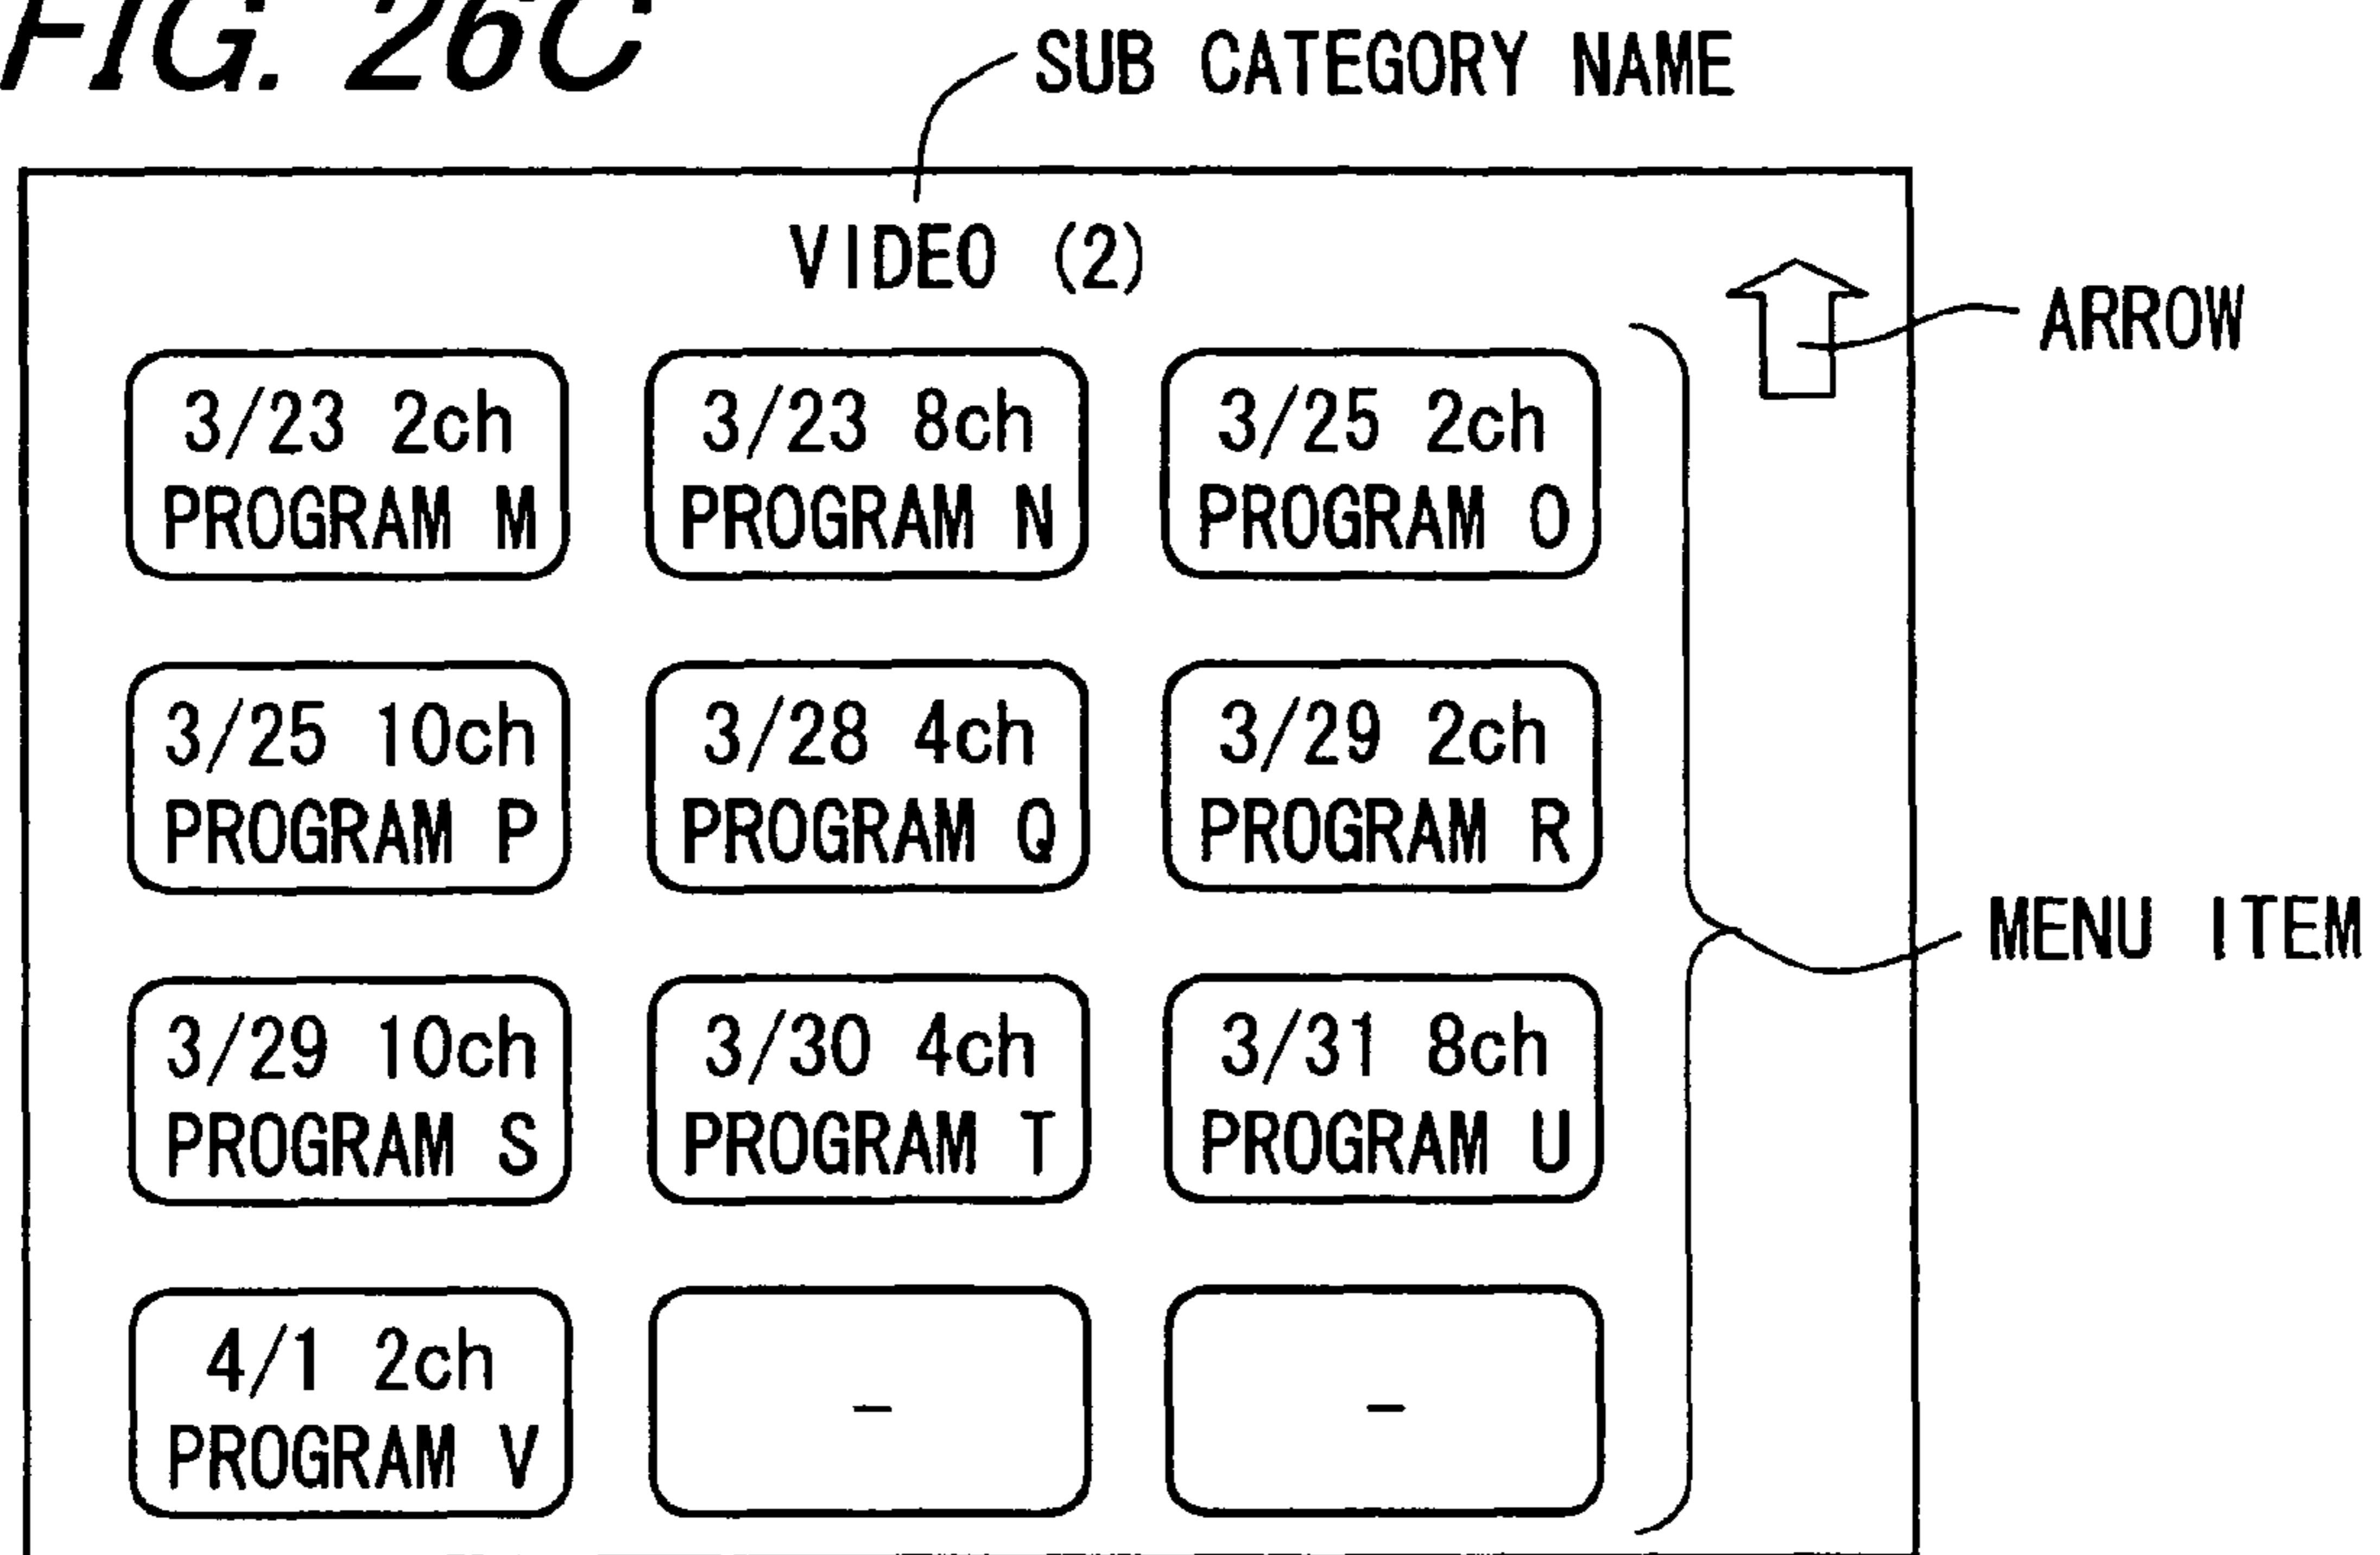 FIG. 26C
SUB CATEGORY NAME
VIDEO (2)
ARROW
3/23 2ch
PROGRAM M
3/23 8ch
PROGRAM N
3/25 2ch
PROGRAM O
3/25 10ch
PROGRAM P
3/28 4ch
PROGRAM Q
3/29 2ch
PROGRAM R
MENU ITEM
3/29 10ch
PROGRAM S
3/30 4ch
PROGRAM T
3/31 8ch
PROGRAM U
4/1 2ch
PROGRAM V
-
-